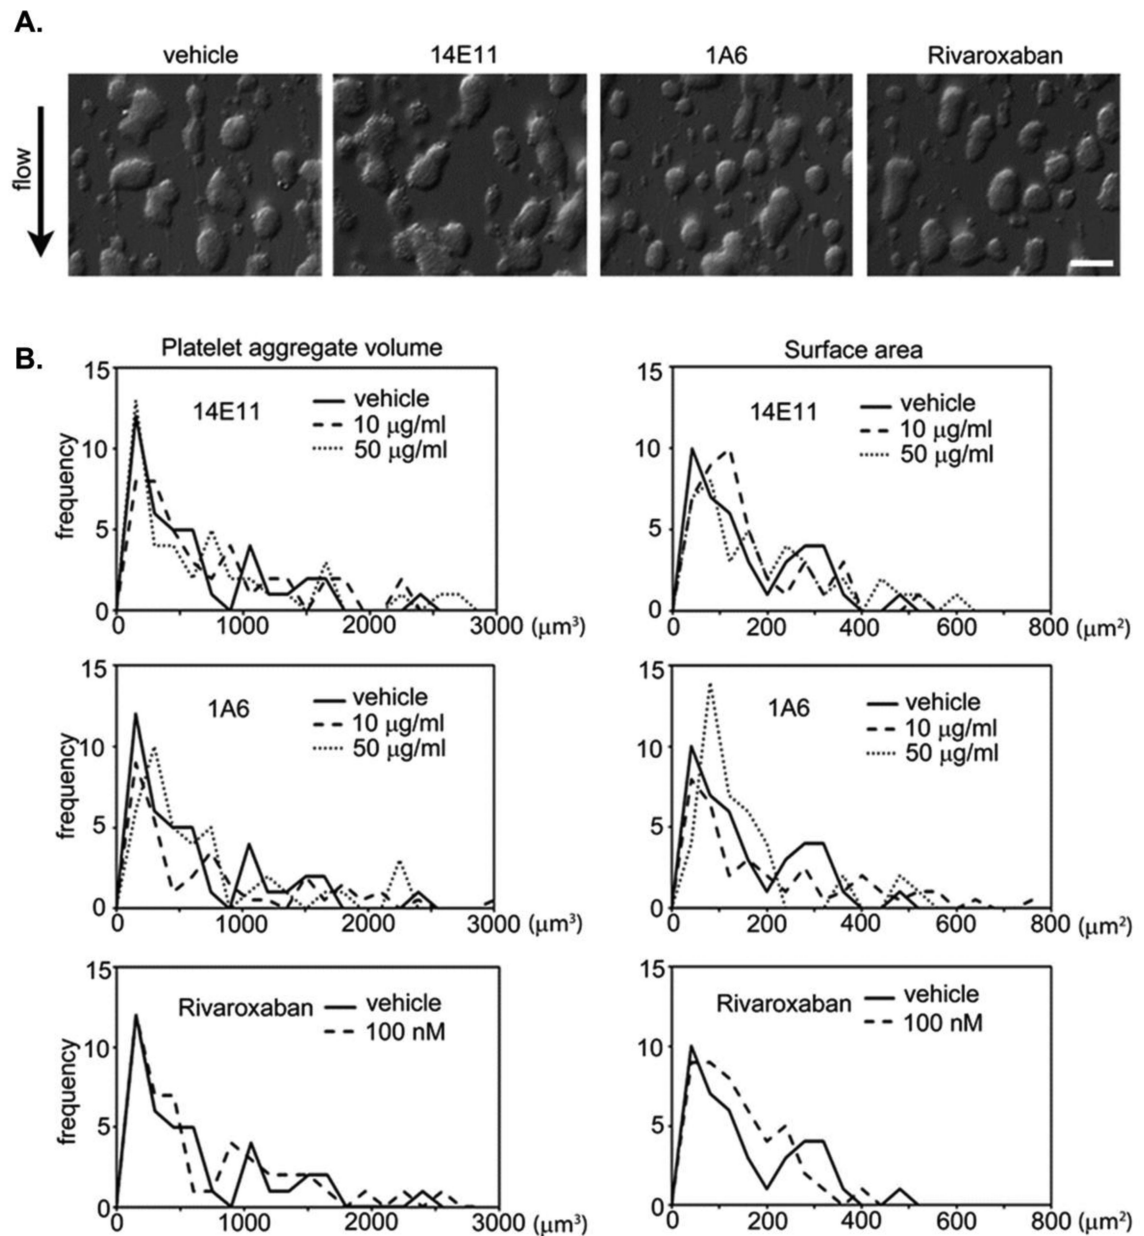 A.
vehicle 14E11 1A6 Rivaroxaban
flow
B.
Platelet aggregate volume
15
10
5
0
frequency
14E11
vehicle
10 µg/ml
50 µg/ml
0 1000 2000 3000 (µm³)
Surface area
15
10
5
0
14E11
vehicle
10 µg/ml
50 µg/ml
0 200 400 600 800 (µm²)
15
10
5
0
frequency
1A6
vehicle
10 µg/ml
50 µg/ml
0 1000 2000 3000 (µm³)
15
10
5
0
1A6
vehicle
10 µg/ml
50 µg/ml
0 200 400 600 800 (µm²)
15
10
5
0
frequency
Rivaroxaban
vehicle
100 nM
0 1000 2000 3000 (µm³)
15
10
5
0
Rivaroxaban
vehicle
100 nM
0 200 400 600 800 (µm²)